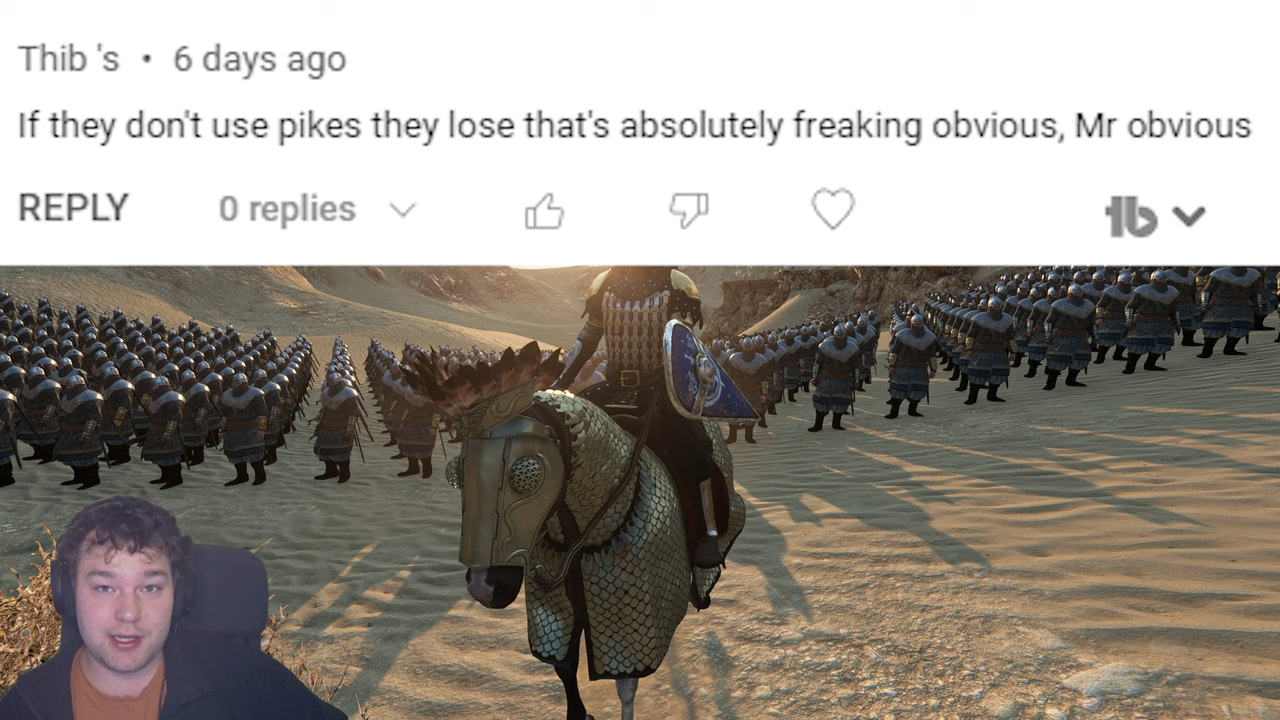 Thib 's • 6 days ago
If they don't use pikes they lose that's absolutely freaking obvious, Mr obvious
REPLY 0 replies
tb